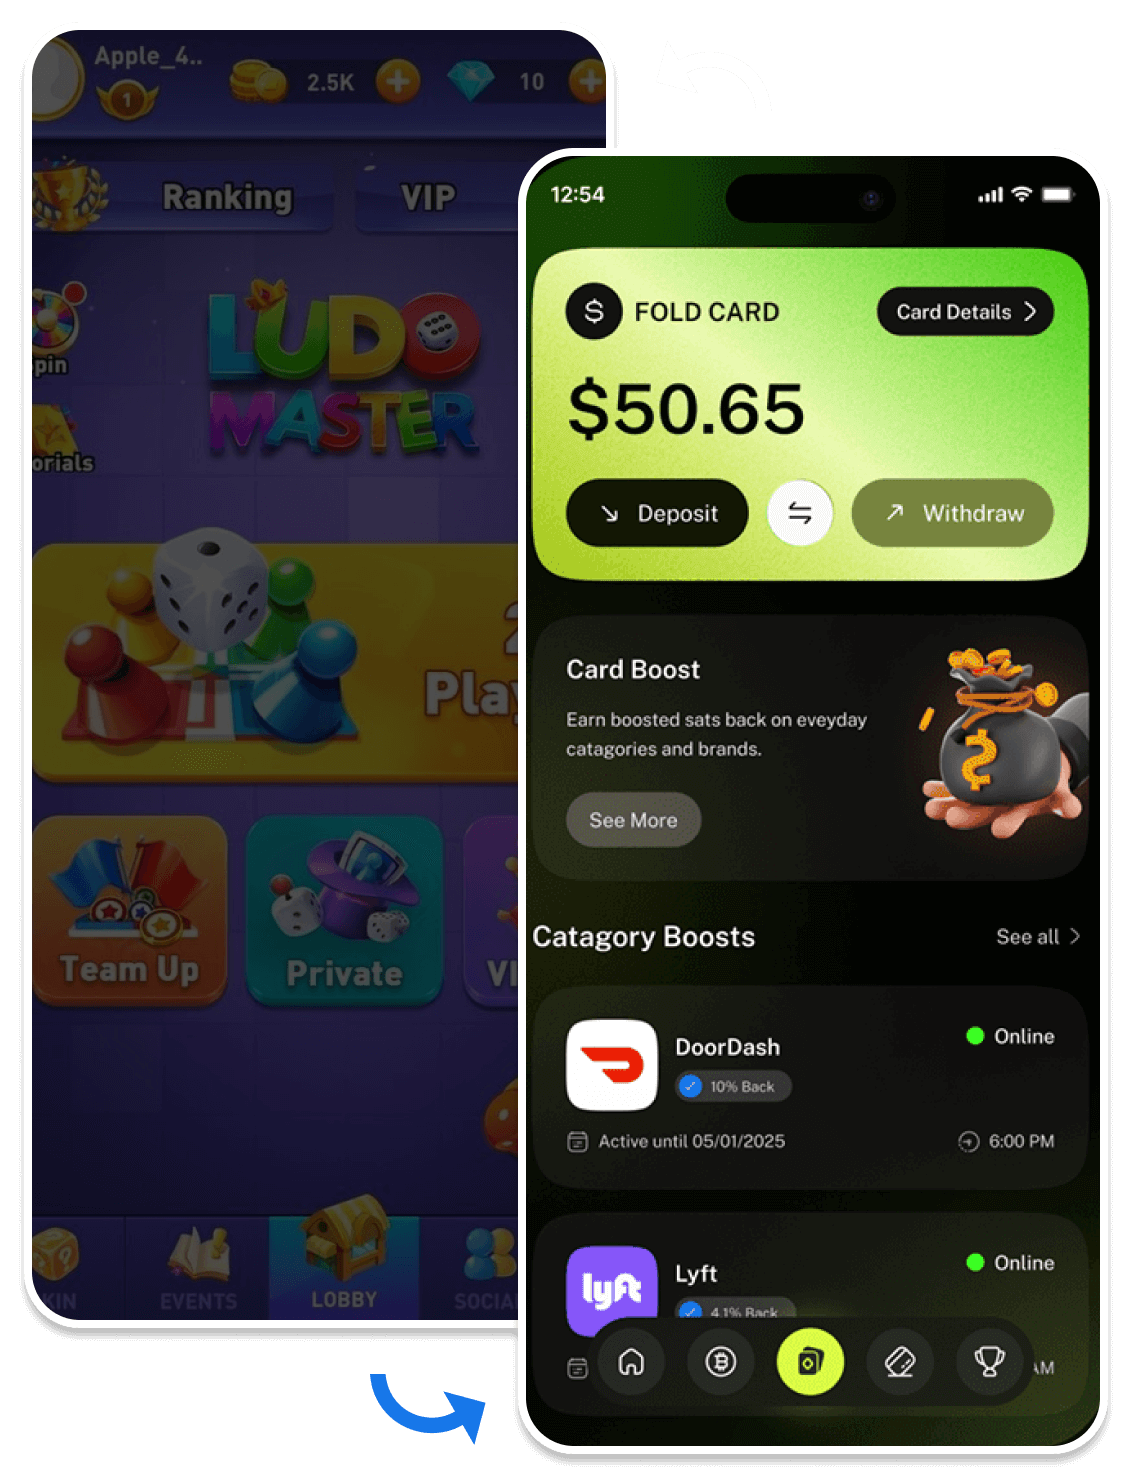 Apple_4..
1
2.5K
10
Ranking
VIP
pin
LUDO
MASTER
orials
2
Play
Team Up
Private
VI
KIN
EVENTS
LOBBY
SOCIA
12:54
$
FOLD CARD
Card Details
$50.65
Deposit
Withdraw
Card Boost
Earn boosted sats back on eveyday
catagories and brands.
See More
Catagory Boosts
See all
DoorDash
Online
10% Back
Active until 05/01/2025
6:00 PM
lyft
Lyft
Online
4.1% Back
AM